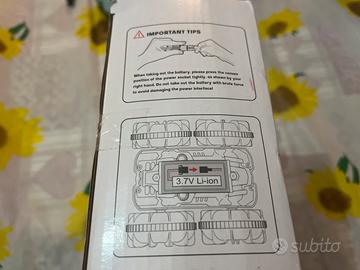 IMPORTANT TIPS
When taking out the battery, please press the convex
position of the power socket tightly, as shown by your
right hand. Do not take out the battery with brute force
to avoid damaging the power interface!
3.7V Li-ion
subito